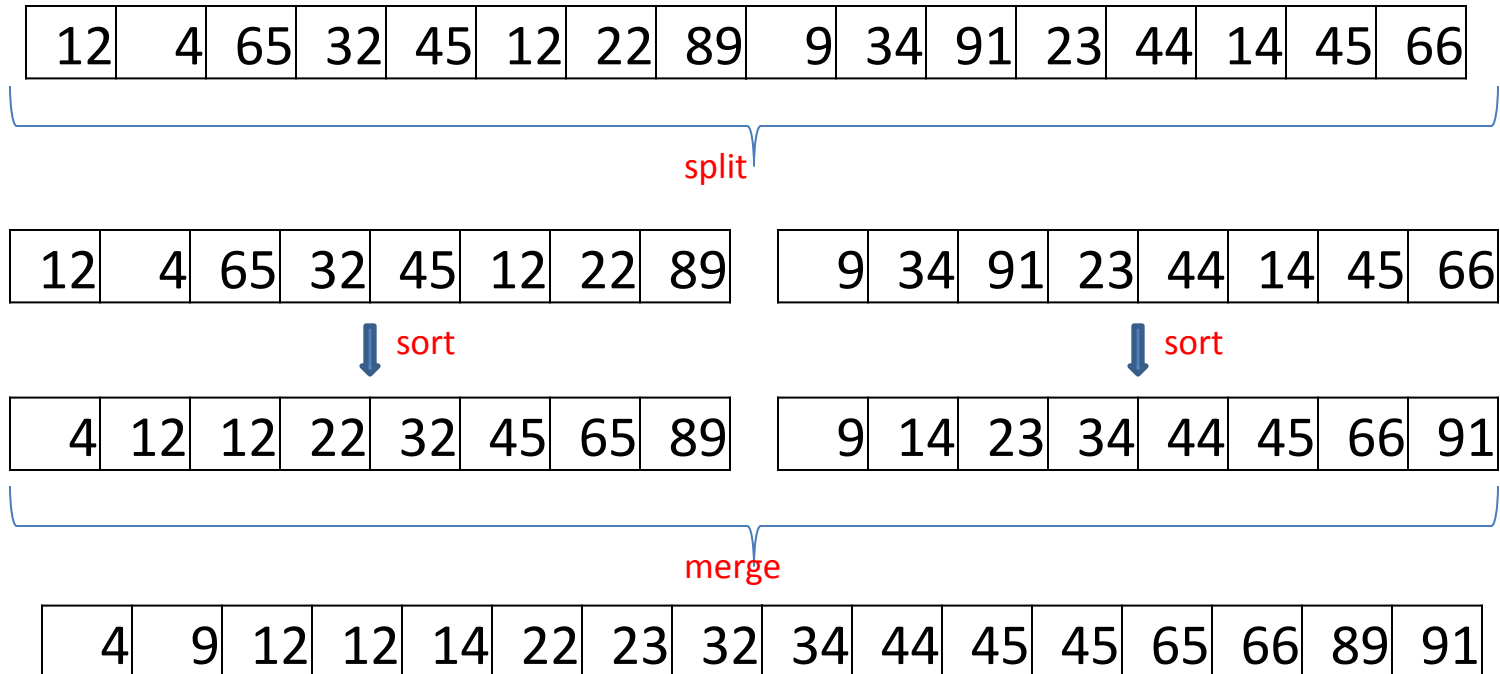 12 4 65 32 45 12 22 89 9 34 91 23 44 14 45 66
split
12 4 65 32 45 12 22 89 9 34 91 23 44 14 45 66
sort sort
4 12 12 22 32 45 65 89 9 14 23 34 44 45 66 91
merge
4 9 12 12 14 22 23 32 34 44 45 45 65 66 89 91